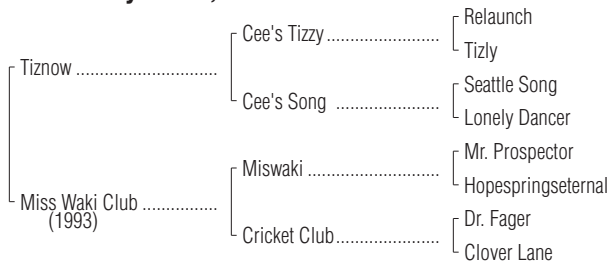 Relaunch
Cee's Tizzy ........................
Tizly
Tiznow ..............................
Seattle Song
Cee's Song ......................
Lonely Dancer
Mr. Prospector
Miswaki ............................
Hopespringseternal
Miss Waki Club ................
(1993)
Dr. Fager
Cricket Club......................
Clover Lane